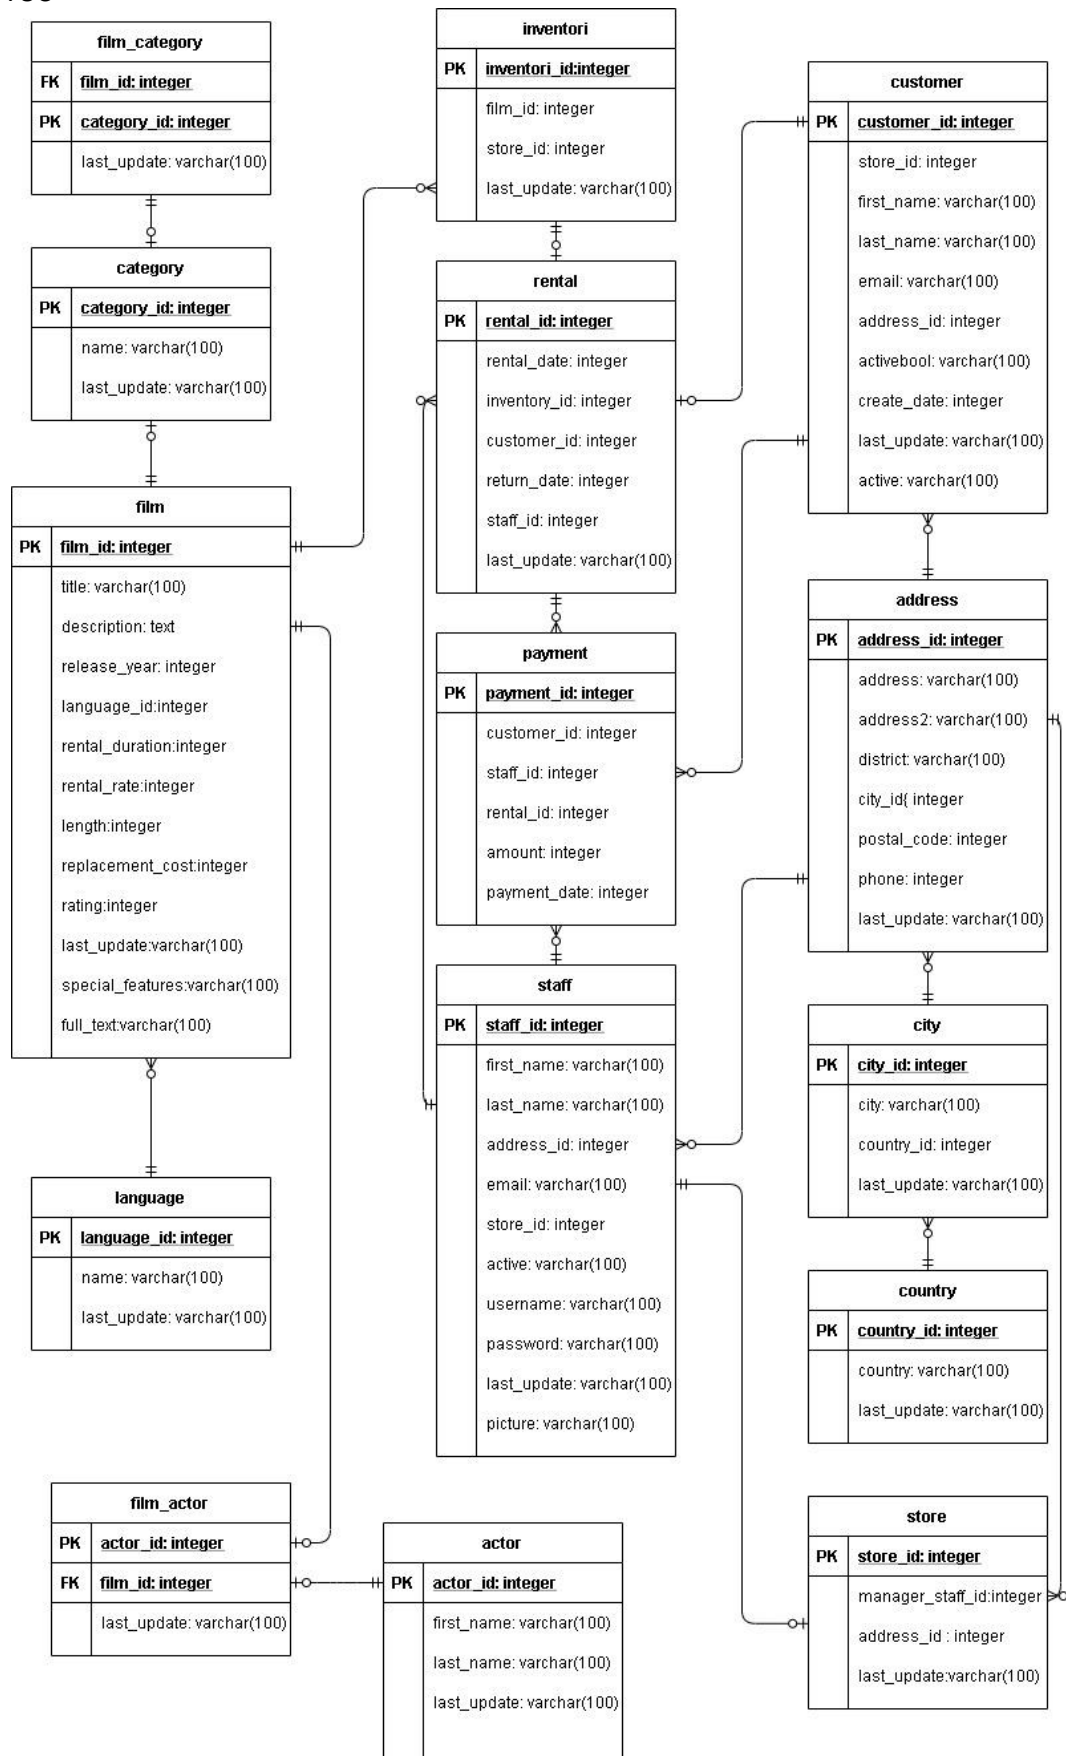 film_category
FK film_id: integer
PK category_id: integer
last_update: varchar(100)
category
PK category_id: integer
name: varchar(100)
last_update: varchar(100)
film
PK film_id: integer
title: varchar(100)
description: text
release_year: integer
language_id:integer
rental_duration:integer
rental_rate:integer
length:integer
replacement_cost:integer
rating:integer
last_update:varchar(100)
special_features:varchar(100)
full_text:varchar(100)
language
PK language_id: integer
name: varchar(100)
last_update: varchar(100)
film_actor
PK actor_id: integer
FK film_id: integer
last_update: varchar(100)
inventori
PK inventori_id:integer
film_id: integer
store_id: integer
last_update: varchar(100)
rental
PK rental_id: integer
rental_date: integer
inventory_id: integer
customer_id: integer
return_date: integer
staff_id: integer
last_update: varchar(100)
payment
PK payment_id: integer
customer_id: integer
staff_id: integer
rental_id: integer
amount: integer
payment_date: integer
staff
PK staff_id: integer
first_name: varchar(100)
last_name: varchar(100)
address_id: integer
email: varchar(100)
store_id: integer
active: varchar(100)
username: varchar(100)
password: varchar(100)
last_update: varchar(100)
picture: varchar(100)
actor
PK actor_id: integer
first_name: varchar(100)
last_name: varchar(100)
last_update: varchar(100)
customer
PK customer_id: integer
store_id: integer
first_name: varchar(100)
last_name: varchar(100)
email: varchar(100)
address_id: integer
activebool: varchar(100)
create_date: integer
last_update: varchar(100)
active: varchar(100)
address
PK address_id: integer
address: varchar(100)
address2: varchar(100)
district: varchar(100)
city_id{ integer
postal_code: integer
phone: integer
last_update: varchar(100)
city
PK city_id: integer
city: varchar(100)
country_id: integer
last_update: varchar(100)
country
PK country_id: integer
country: varchar(100)
last_update: varchar(100)
store
PK store_id: integer
manager_staff_id:integer
address_id : integer
last_update:varchar(100)